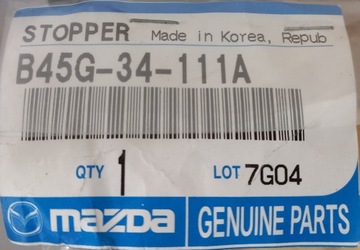 STOPPER Made in Korea, Repub
B45G-34-111A
QTY 1 LOT 7G04
mazda GENUINE PARTS